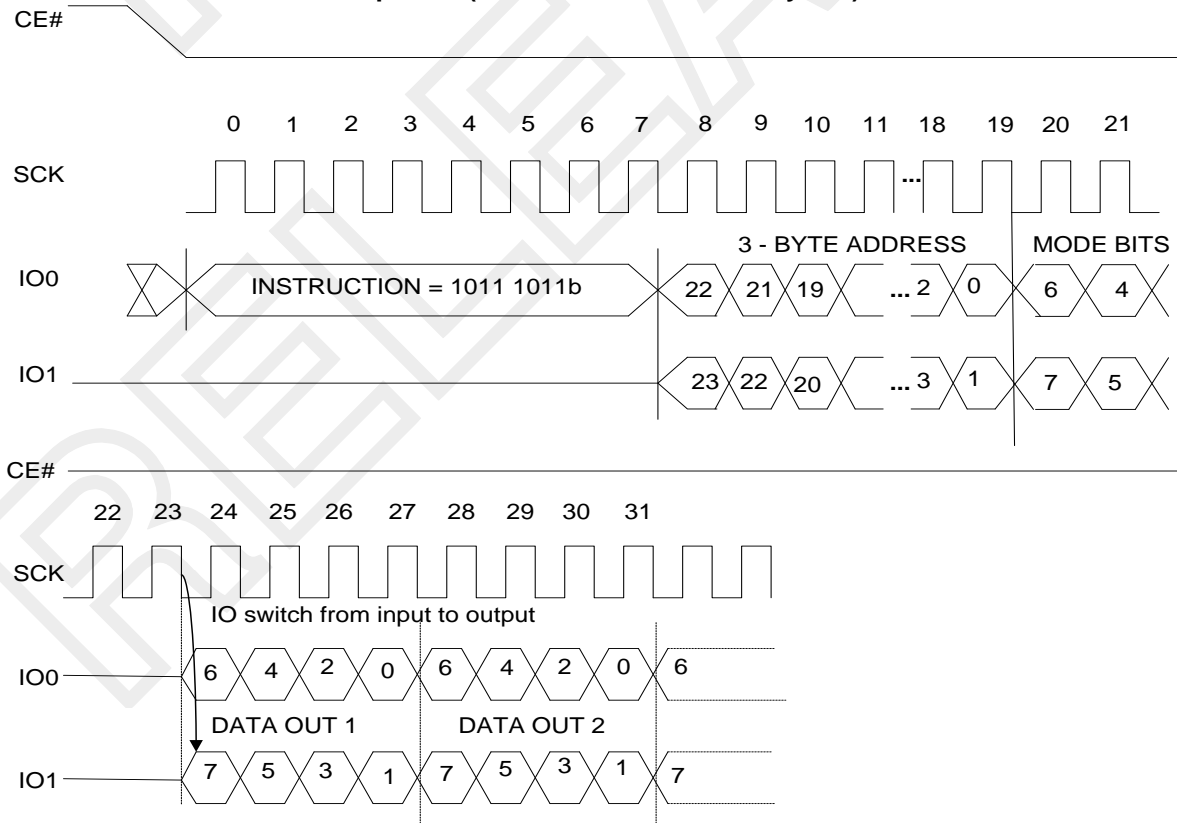 CE#
0 1 2 3 4 5 6 7 8 9 10 11 18 19 20 21
SCK
...
3 - BYTE ADDRESS MODE BITS
IO0
INSTRUCTION = 1011 1011b
22 21 19 ... 2 0 6 4
IO1
23 22 20 ... 3 1 7 5
CE#
22 23 24 25 26 27 28 29 30 31
SCK
IO switch from input to output
IO0
6 4 2 0 6 4 2 0 6
DATA OUT 1 DATA OUT 2
IO1
7 5 3 1 7 5 3 1 7